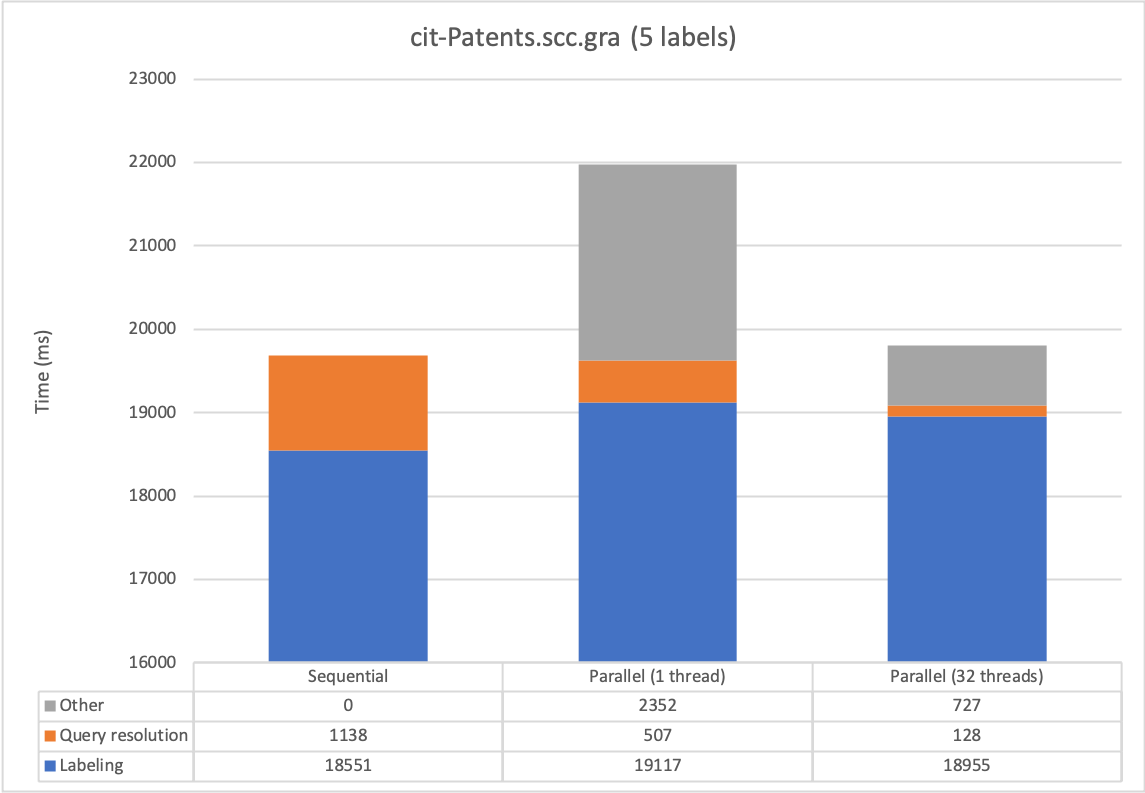 cit-Patents.scc.gra (5 labels)
23000
22000
21000
20000
19000
18000
17000
16000
Time (ms)
Sequential Parallel (1 thread) Parallel (32 threads)
Other 0 2352 727
Query resolution 1138 507 128
Labeling 18551 19117 18955